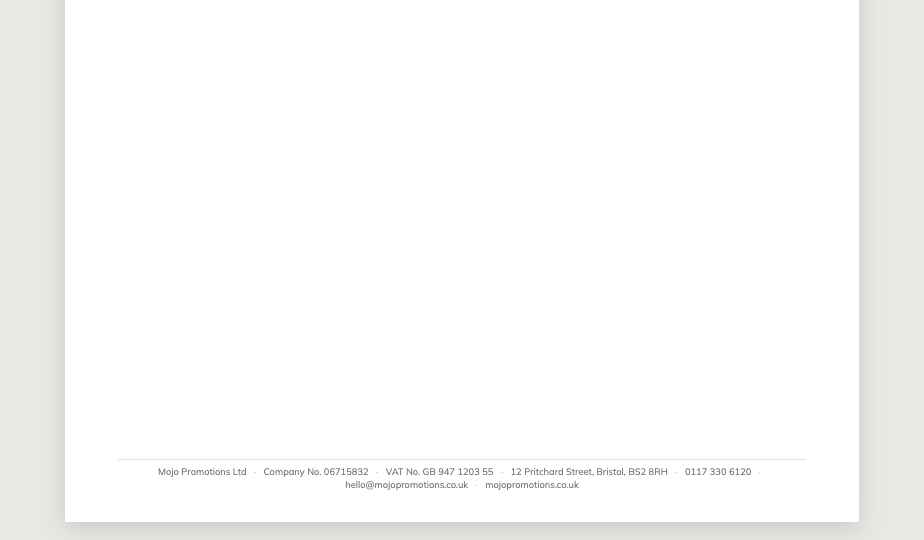 Mojo Promotions Ltd · Company No. 06715832 · VAT No. GB 947 1203 55 · 12 Pritchard Street, Bristol, BS2 8RH · 0117 330 6120 ·
hello@mojopromotions.co.uk · mojopromotions.co.uk